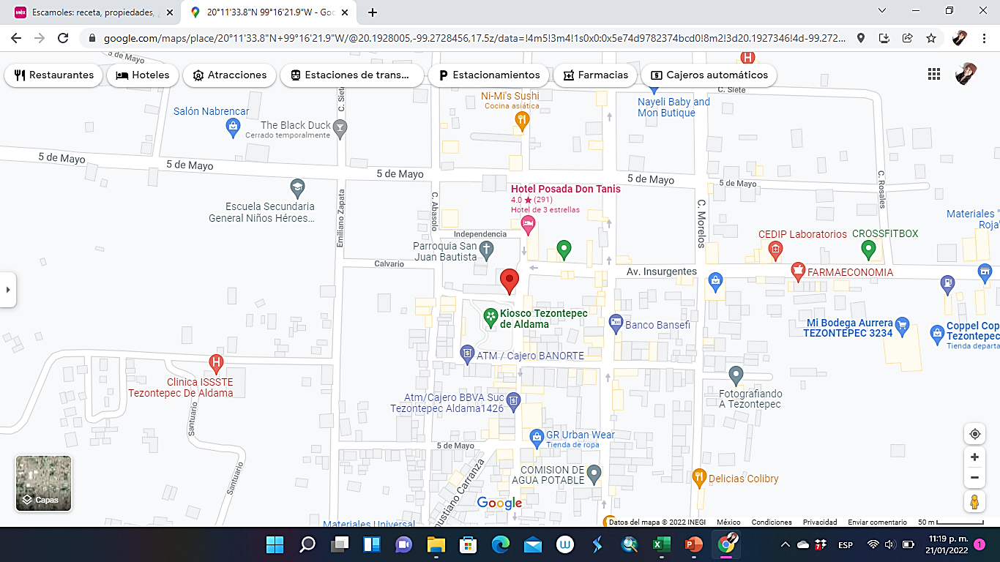 Escamoles: receta, propiedades,
20°11'33.8"N 99°16'21.9"W - Goo
google.com/maps/place/20°11'33.8"N+99°16'21.9"W/@20.1928005,-99.2728456,17.5z/data=!4m5!3m4!1s0x0:0x5e74d9782374bcd0!8m2!3d20.1927346!4d-99.272...
5 de Mayo
Restaurantes
Hoteles
Atracciones
Estaciones de trans...
Estacionamientos
Farmacias
Cajeros automáticos
C. Siete
C. Siete
Ni-Mi's Sushi
Cocina asiática
Nayeli Baby and
Mon Butique
Salón Nabrencar
The Black Duck
Cerrado temporalmente
5 de Mayo
5 de Mayo
5 de Mayo
5 de Mayo
5 de Mayo
C. Rosales
Escuela Secundaria
General Niños Héroes...
Emiliano Zapata
C. Abasolo
Hotel Posada Don Tanis
4.0 ★ (291)
Hotel de 3 estrellas
C. Morelos
Materiales "
Roja"
Independencia
Parroquia San
Juan Bautista
CEDIP Laboratorios
CROSSFITBOX
Calvario
Av. Insurgentes
FARMAECONOMIA
Kiosco Tezontepec
de Aldama
Banco Bansefi
Mi Bodega Aurrera
TEZONTEPEC 3234
Coppel Cop
Tezontepec
Tienda departa
ATM / Cajero BANORTE
Clinica ISSSTE
Tezontepec De Aldama
Santuario
Santuario
Atm/Cajero BBVA Suc
Tezontepec Aldama1426
Fotografiando
A Tezontepec
GR Urban Wear
Tienda de ropa
5 de Mayo
nustiano Carranza
COMISION DE
AGUA POTABLE
Delicias Colibry
Capas
Google
Materiales Universal
Datos del mapa © 2022 INEGI
México
Condiciones
Privacidad
Enviar comentario
50 m
ESP
11:19 p. m.
21/01/2022
1